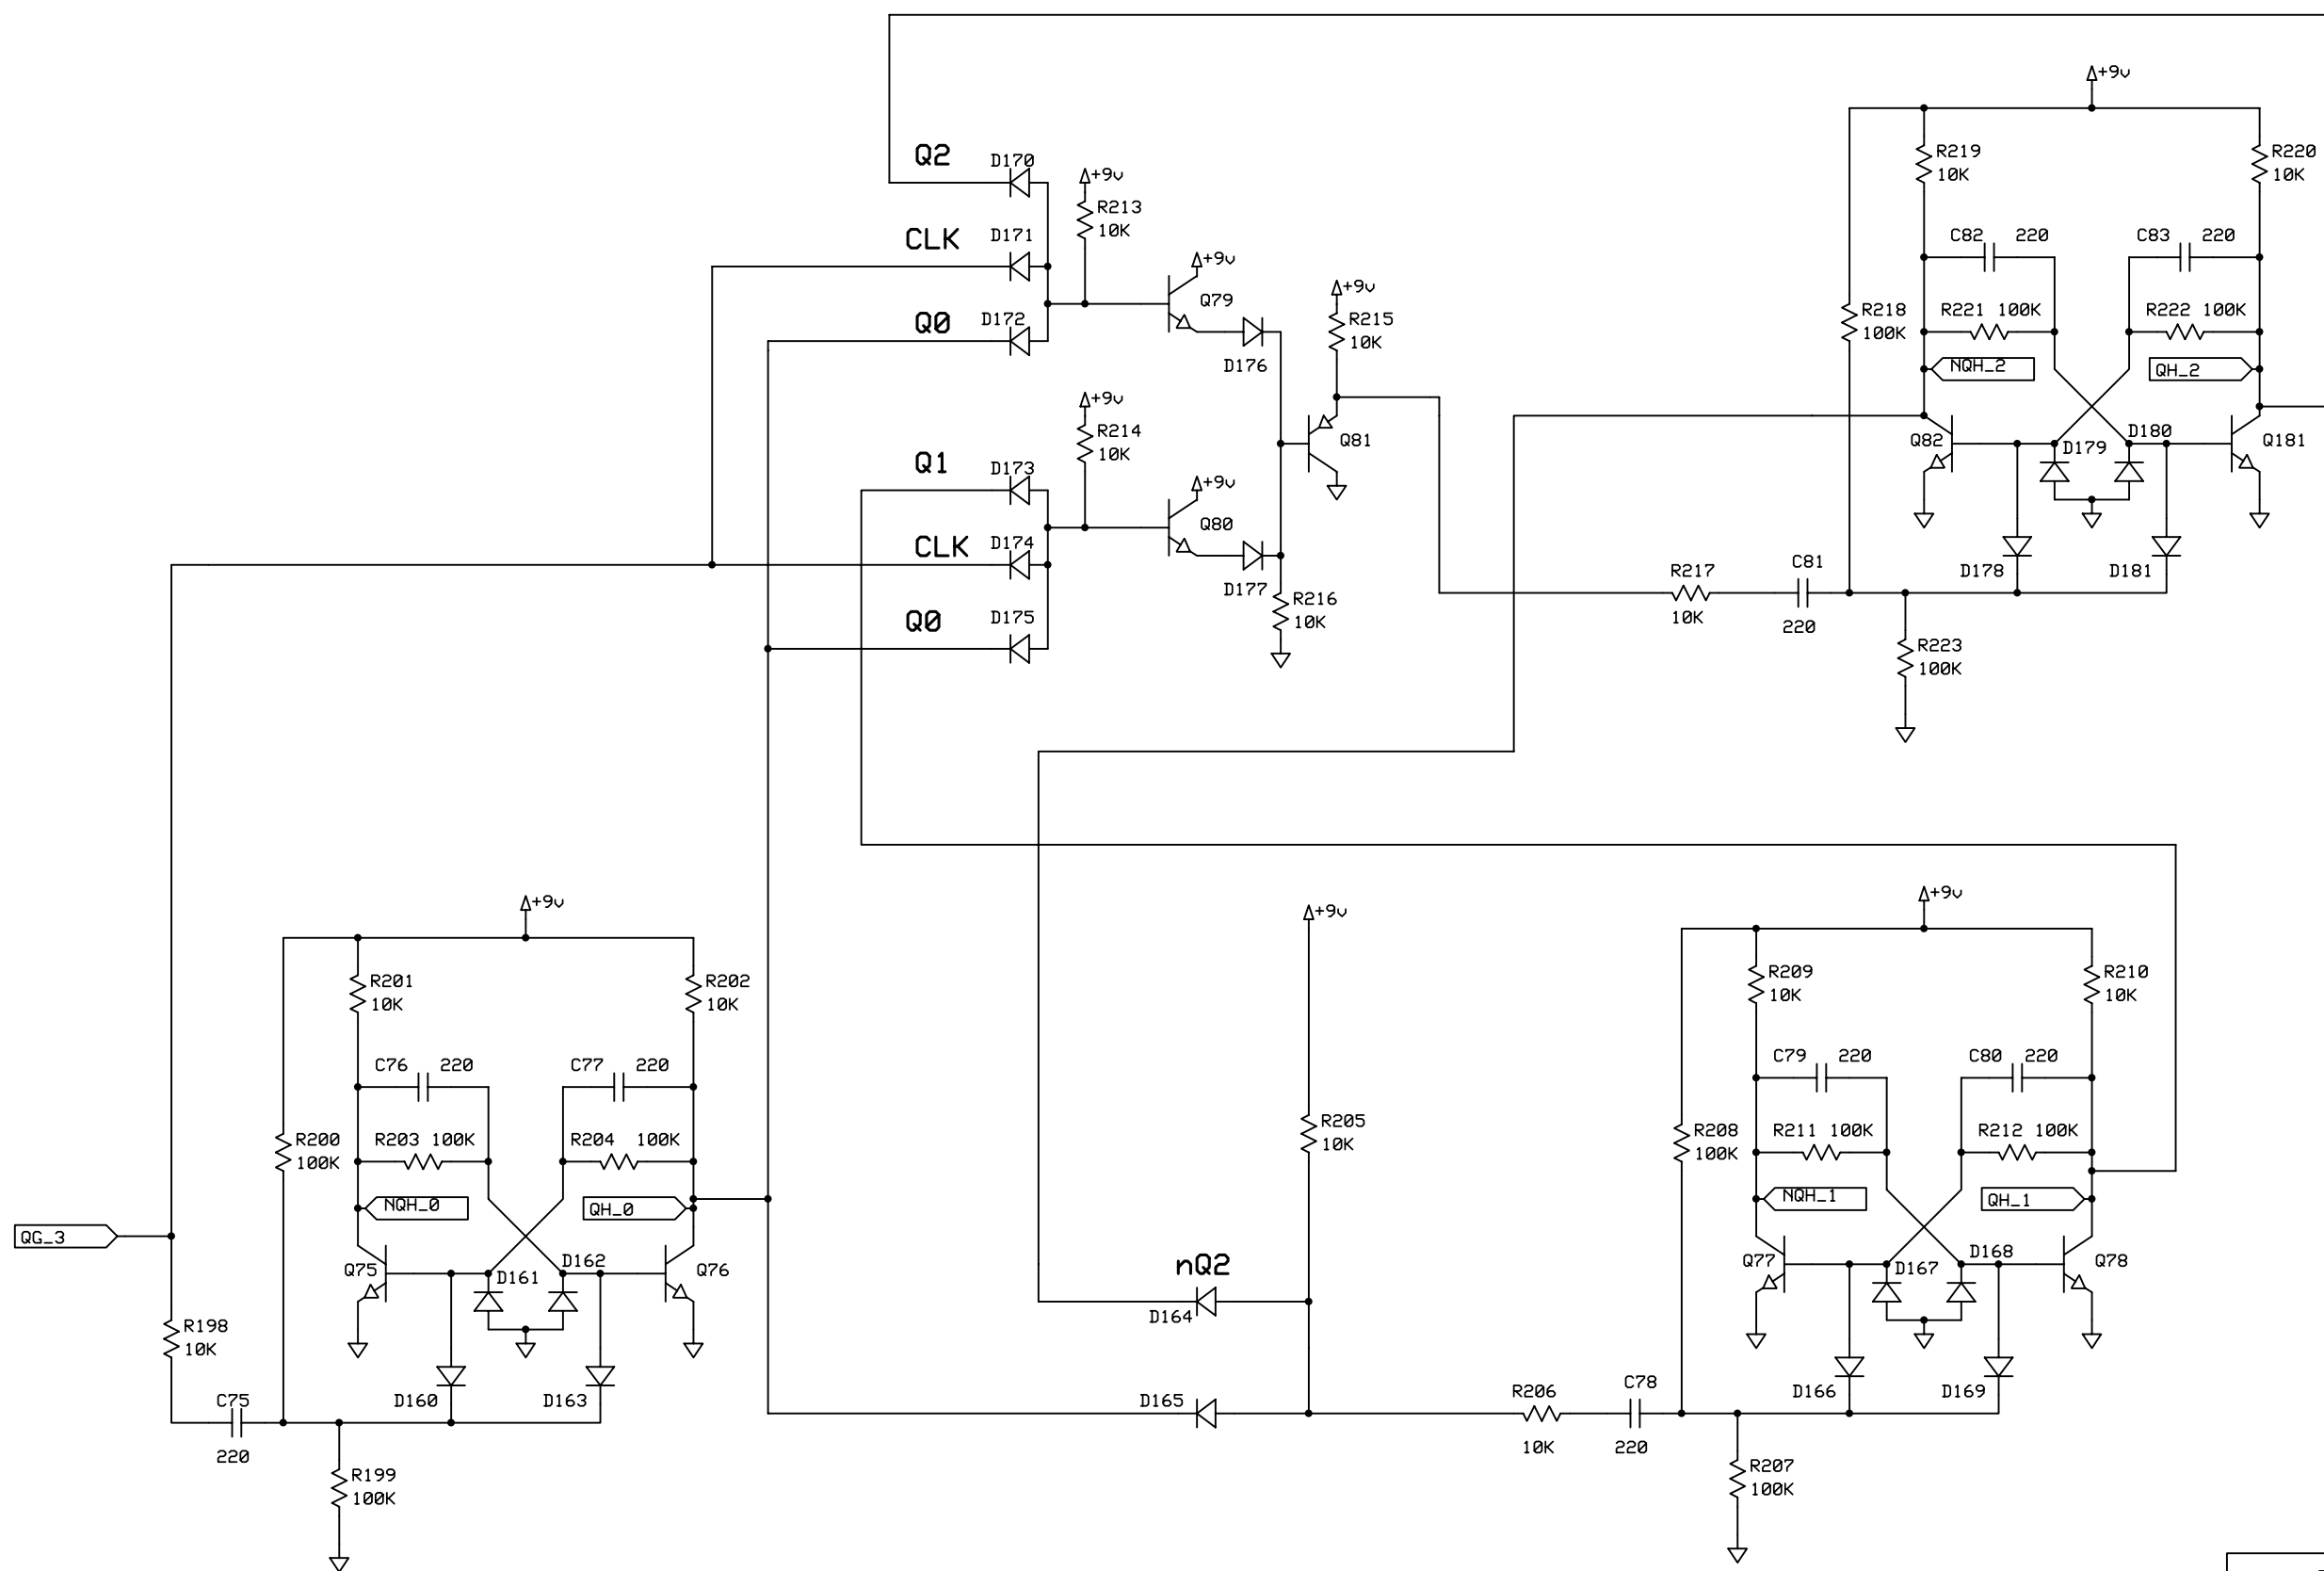 +9v
Q2
D170
+9v
R213
10K
R219
10K
R220
10K
CLK
D171
C82 220
C83 220
+9v
Q79
Q0
D172
+9v
R215
10K
R218
100K
R221 100K
R222 100K
D176
NQH_2
QH_2
+9v
R214
10K
Q81
Q82
D179
D180
Q181
Q1
D173
+9v
Q80
CLK
D174
D177
R216
10K
R217
10K
C81
220
D178
D181
Q0
D175
R223
100K
+9v
+9v
+9v
R201
10K
R202
10K
R209
10K
R210
10K
C76 220
C77 220
C79 220
C80 220
R200
100K
R203 100K
R204 100K
R205
10K
R208
100K
R211 100K
R212 100K
NQH_0
QH_0
NQH_1
QH_1
QG_3
Q75
D161
D162
Q76
nQ2
D164
Q77
D167
D168
Q78
R198
10K
C75
220
D160
D163
D165
R206
10K
C78
220
D166
D169
R199
100K
R207
100K